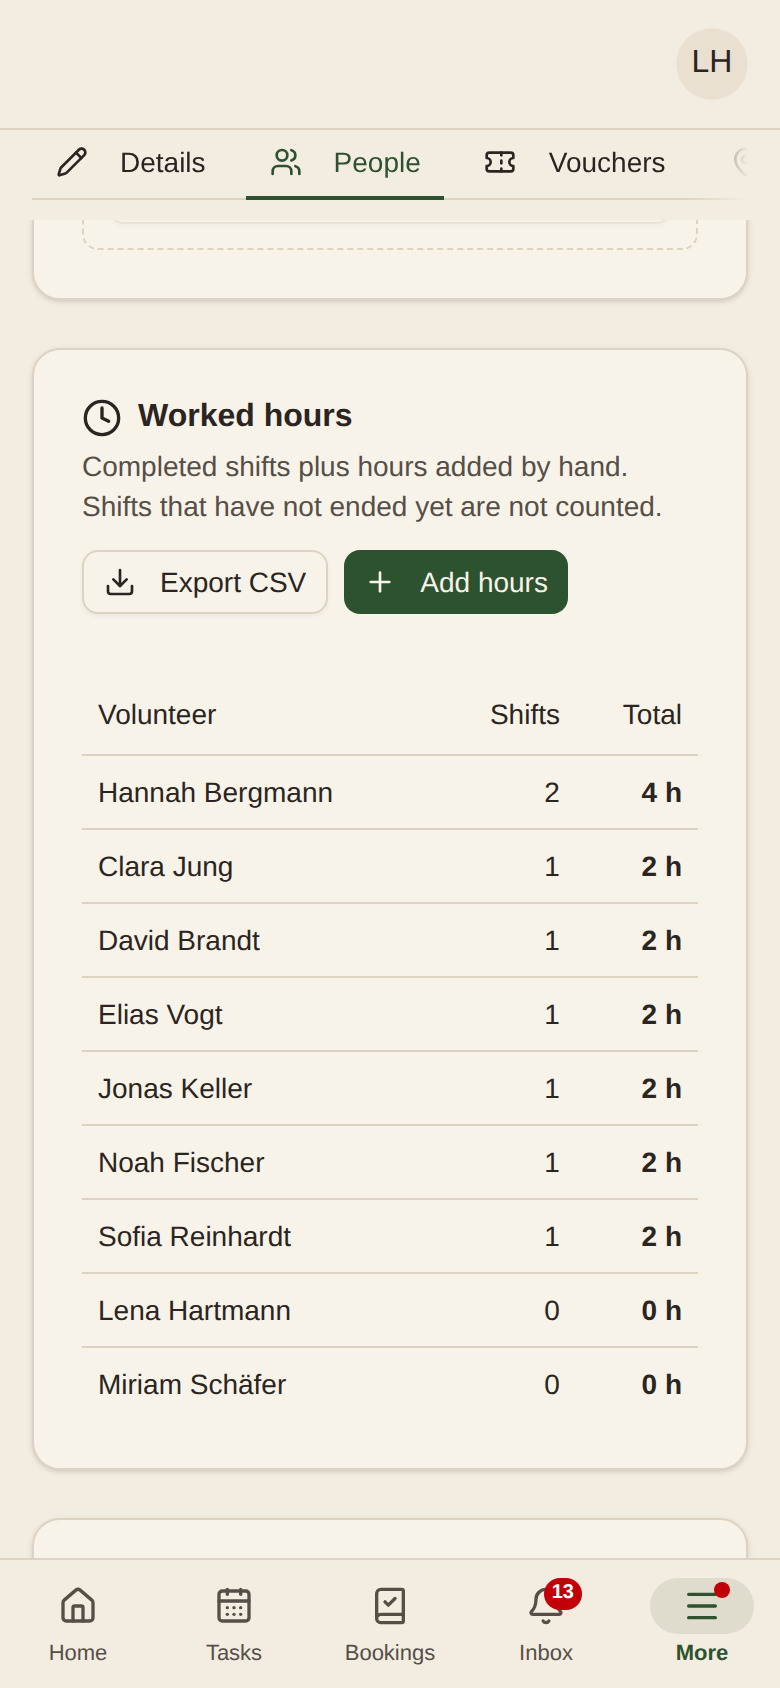 LH
Details People Vouchers
Worked hours
Completed shifts plus hours added by hand.
Shifts that have not ended yet are not counted.
Export CSV Add hours
Volunteer Shifts Total
Hannah Bergmann 2 4 h
Clara Jung 1 2 h
David Brandt 1 2 h
Elias Vogt 1 2 h
Jonas Keller 1 2 h
Noah Fischer 1 2 h
Sofia Reinhardt 1 2 h
Lena Hartmann 0 0 h
Miriam Schäfer 0 0 h
13
Home Tasks Bookings Inbox More